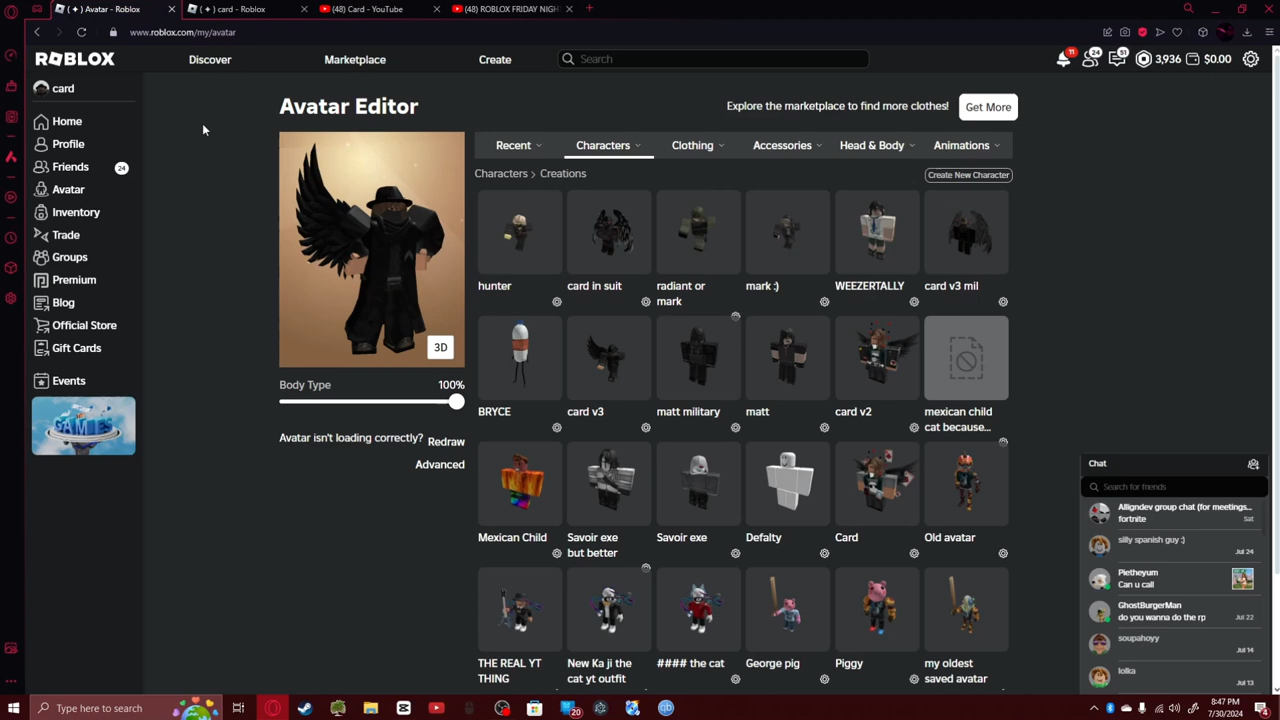 ( ✦ ) Avatar - Roblox
( ✦ ) card - Roblox
(48) Card - YouTube
(48) ROBLOX FRIDAY NIGH
www.roblox.com/my/avatar
ROBLOX
Discover
Marketplace
Create
Search
11
24
51
3,936
$0.00
card
Home
Profile
Friends
24
Avatar
Inventory
Trade
Groups
Premium
Blog
Official Store
Gift Cards
Events
GAMES
Avatar Editor
Explore the marketplace to find more clothes!
Get More
3D
Body Type
100%
Avatar isn't loading correctly?
Redraw
Advanced
Recent
Characters
Clothing
Accessories
Head & Body
Animations
Characters > Creations
Create New Character
hunter
card in suit
radiant or
mark
mark :)
WEEZERTALLY
card v3 mil
BRYCE
card v3
matt military
matt
card v2
mexican child
cat because...
Mexican Child
Savoir exe
but better
Savoir exe
Defalty
Card
Old avatar
THE REAL YT
THING
New Ka ji the
cat yt outfit
#### the cat
George pig
Piggy
my oldest
saved avatar
Chat
Search for friends
Alligndev group chat (for meetings...
fortnite
Sat
silly spanish guy :)
Jul 24
Pietheyum
Can u call
GhostBurgerMan
do you wanna do the rp
Jul 22
soupahoyy
Jul 14
lolka
Jul 13
Type here to search
20
8:47 PM
7/30/2024
4